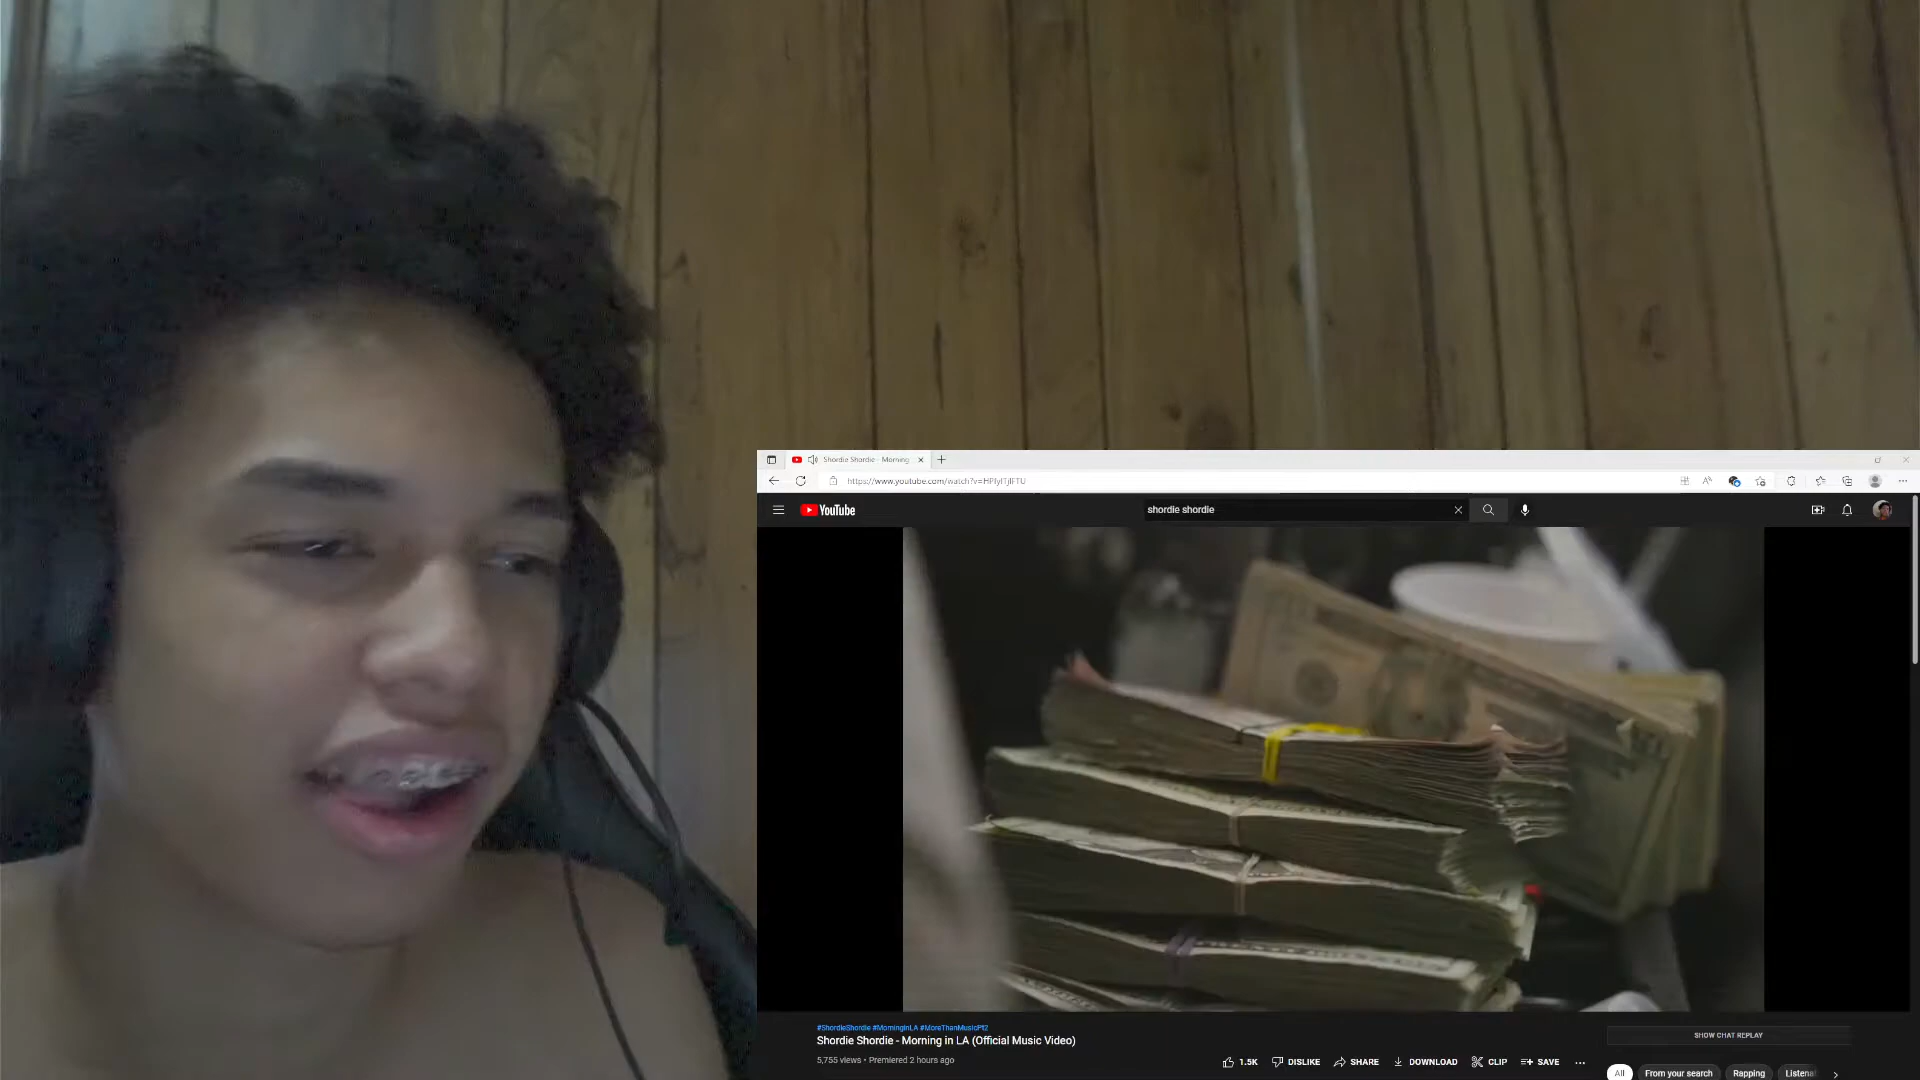 Shordie Shordie - Morning
https://www.youtube.com/watch?v=
YouTube
shordie shordie
#ShordieShordie #MorningInLA #MoreThanMusicPt2
Shordie Shordie - Morning in LA (Official Music Video)
5,755 views • Premiered 2 hours ago
1.5K DISLIKE SHARE DOWNLOAD CLIP SAVE
SHOW CHAT REPLAY
All From your search Rapping